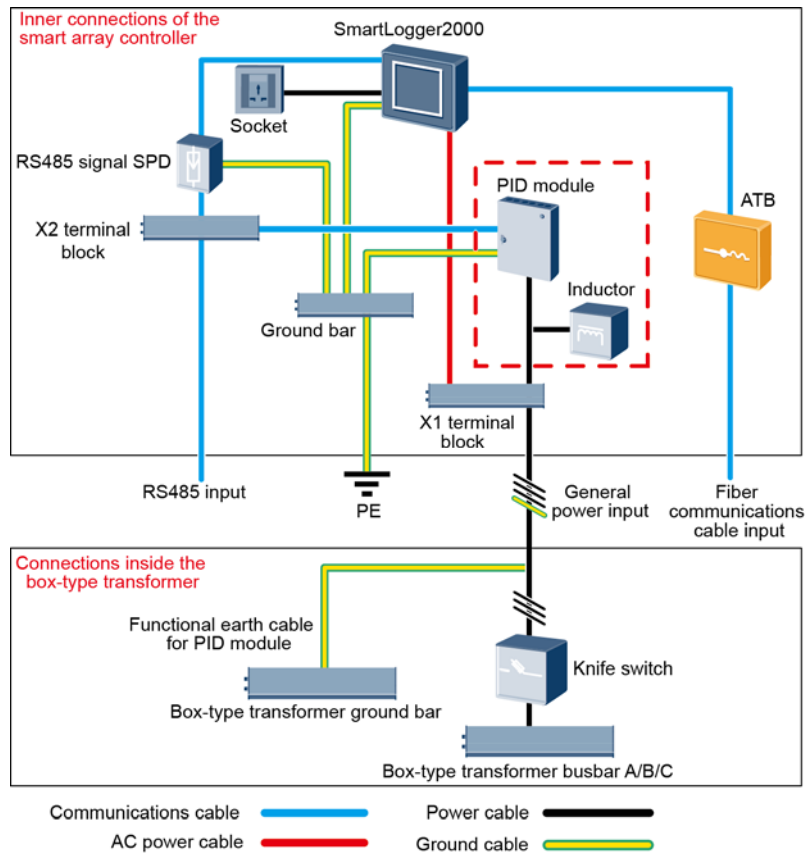 Inner connections of the
smart array controller
SmartLogger2000
Socket
RS485 signal SPD
PID module
ATB
X2 terminal
block
Inductor
Ground bar
X1 terminal
block
RS485 input
PE
General
power input
Fiber
communications
cable input
Connections inside the
box-type transformer
Functional earth cable
for PID module
Knife switch
Box-type transformer ground bar
Box-type transformer busbar A/B/C
Communications cable
Power cable
AC power cable
Ground cable